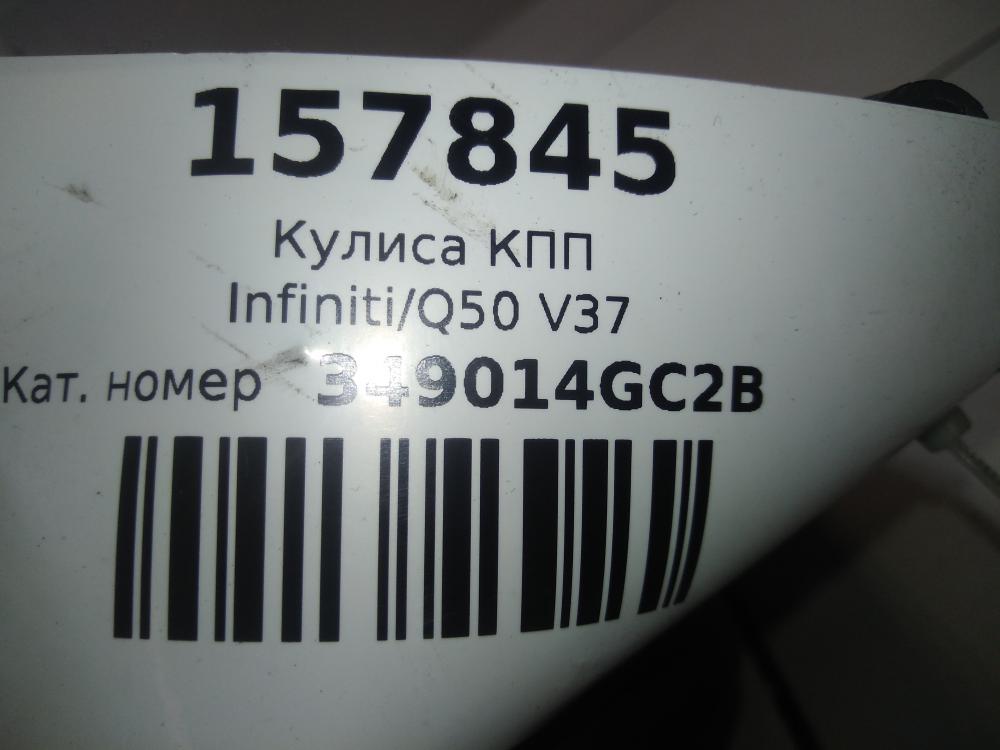 157845
Кулиса КПП
Infiniti/Q50 V37
Кат. номер 349014GC2B